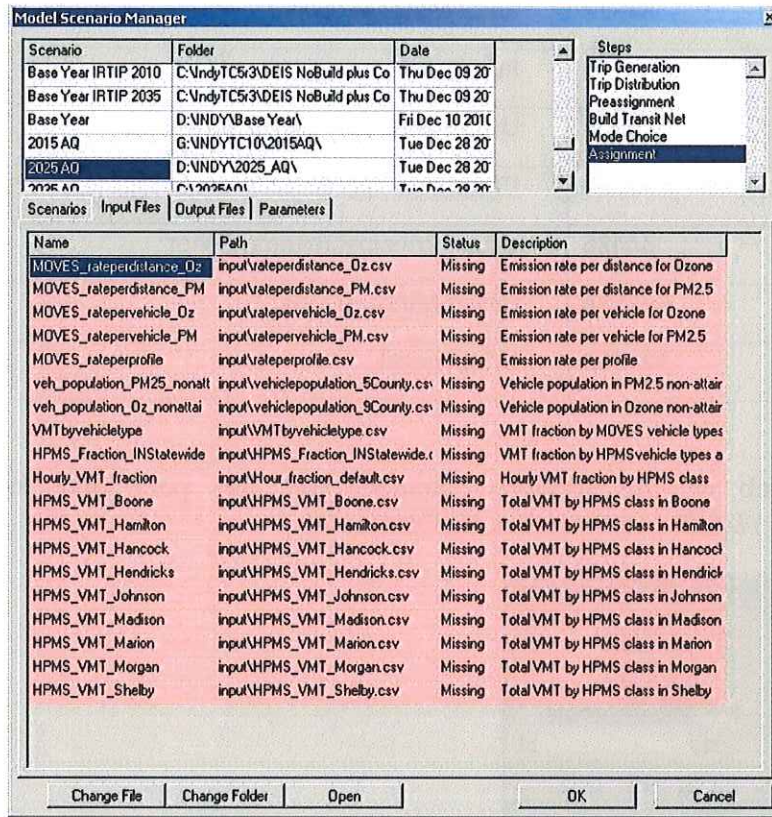 Model Scenario Manager
Scenario Folder Date Steps
Base Year IRTIP 2010 C:\IndyTC5r3\DEIS NoBuild plus Co Thu Dec 09 20 Trip Generation
Base Year IRTIP 2035 C:\IndyTC5r3\DEIS NoBuild plus Co Thu Dec 09 20 Trip Distribution
Base Year D:\INDY\Base Year\ Fri Dec 10 2010 Preassignment
2015 AQ G:\INDYTC10\2015AQ\ Tue Dec 28 20 Build Transit Net
2025 AQ D:\INDY\2025_AQ\ Tue Dec 28 20 Mode Choice
2025 AQ C:\2025AQ\ Tue Dec 28 20 Assignment
Scenarios Input Files Output Files Parameters
Name Path Status Description
MOVES_rateperdistance_Oz input\rateperdistance_Oz.csv Missing Emission rate per distance for Ozone
MOVES_rateperdistance_PM input\rateperdistance_PM.csv Missing Emission rate per distance for PM2.5
MOVES_ratepervehicle_Oz input\ratepervehicle_Oz.csv Missing Emission rate per vehicle for Ozone
MOVES_ratepervehicle_PM input\ratepervehicle_PM.csv Missing Emission rate per vehicle for PM2.5
MOVES_rateperprofile input\rateperprofile.csv Missing Emission rate per profile
veh_population_PM25_nonatt input\vehiclepopulation_5County.cs Missing Vehicle population in PM2.5 non-attair
veh_population_Oz_nonattai input\vehiclepopulation_9County.cs Missing Vehicle population in Ozone non-attair
VMTbyvehicletype input\VMTbyvehicletype.csv Missing VMT fraction by MOVES vehicle types
HPMS_Fraction_INStatewide input\HPMS_Fraction_INStatewide.c Missing VMT fraction by HPMSvehicle types a
Hourly_VMT_fraction input\Hour_fraction_default.csv Missing Hourly VMT fraction by HPMS class
HPMS_VMT_Boone input\HPMS_VMT_Boone.csv Missing Total VMT by HPMS class in Boone
HPMS_VMT_Hamilton input\HPMS_VMT_Hamilton.csv Missing Total VMT by HPMS class in Hamilton
HPMS_VMT_Hancock input\HPMS_VMT_Hancock.csv Missing Total VMT by HPMS class in Hancocl
HPMS_VMT_Hendricks input\HPMS_VMT_Hendricks.csv Missing Total VMT by HPMS class in Hendrick
HPMS_VMT_Johnson input\HPMS_VMT_Johnson.csv Missing Total VMT by HPMS class in Johnson
HPMS_VMT_Madison input\HPMS_VMT_Madison.csv Missing Total VMT by HPMS class in Madison
HPMS_VMT_Marion input\HPMS_VMT_Marion.csv Missing Total VMT by HPMS class in Marion
HPMS_VMT_Morgan input\HPMS_VMT_Morgan.csv Missing Total VMT by HPMS class in Morgan
HPMS_VMT_Shelby input\HPMS_VMT_Shelby.csv Missing Total VMT by HPMS class in Shelby
Change File Change Folder Open OK Cancel